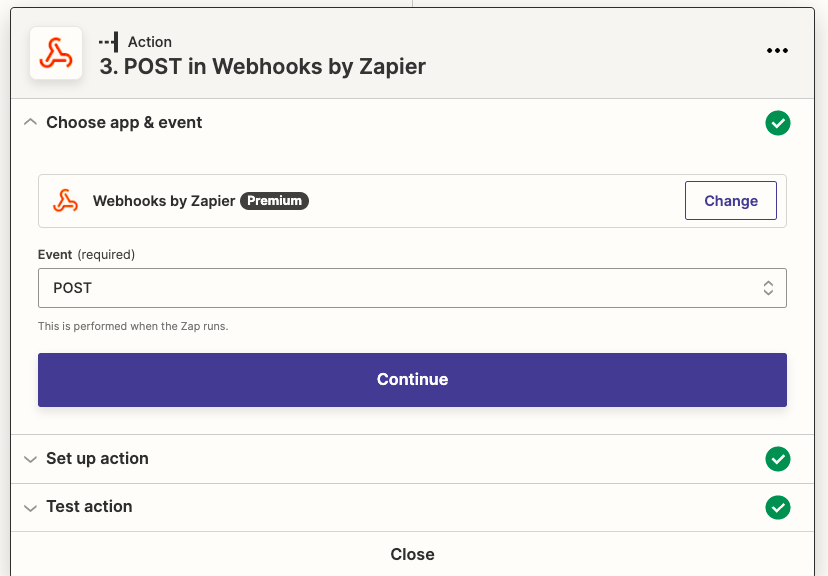 Action
3. POST in Webhooks by Zapier
Choose app & event
Webhooks by Zapier Premium
Change
Event (required)
POST
This is performed when the Zap runs.
Continue
Set up action
Test action
Close